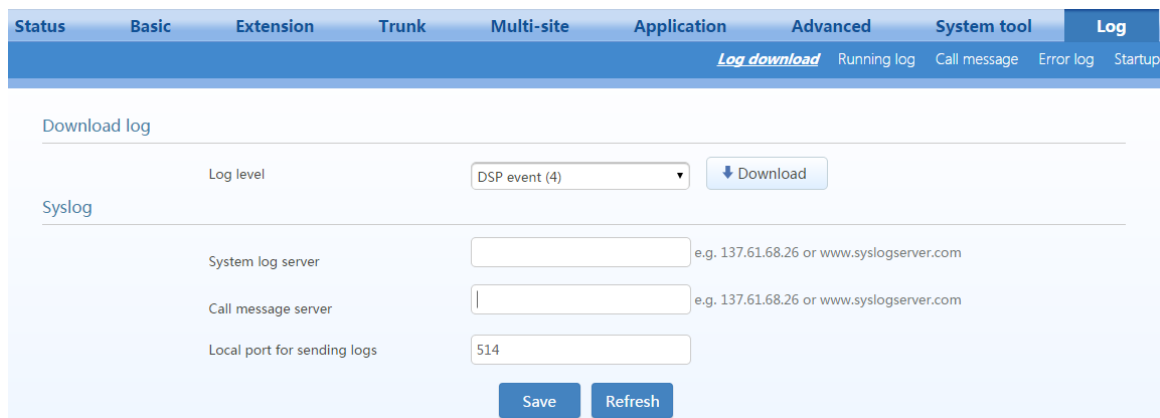 Status Basic Extension Trunk Multi-site Application Advanced System tool Log
Log download Running log Call message Error log Startup
Download log
Log level DSP event (4) Download
Syslog
System log server e.g. 137.61.68.26 or www.syslogserver.com
Call message server e.g. 137.61.68.26 or www.syslogserver.com
Local port for sending logs 514
Save Refresh